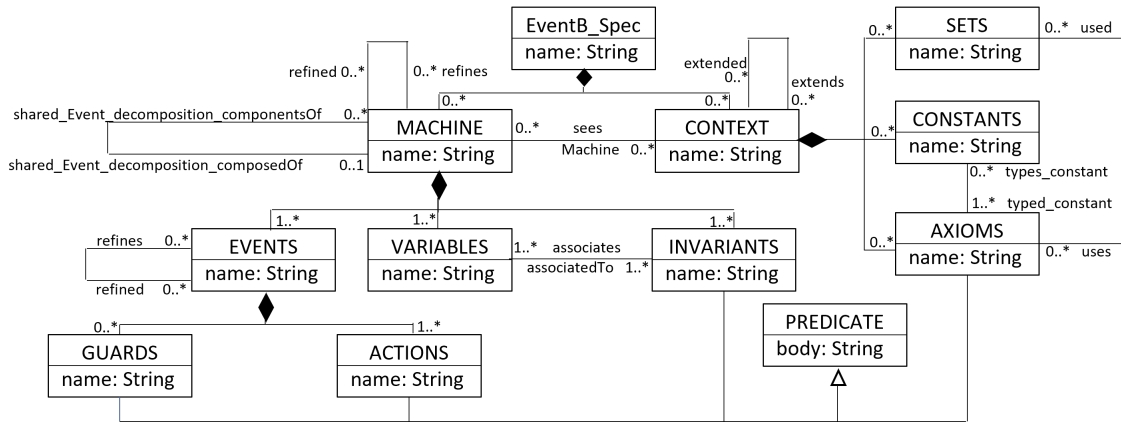 EventB_Spec
name: String
SETS
name: String
0..*
0..* used
refined 0..*
0..* refines
extended
0..*
extends
0..*
0..*
0..*
shared_Event_decomposition_componentsOf
0..*
MACHINE
name: String
0..* sees
Machine 0..*
CONTEXT
name: String
0..*
CONSTANTS
name: String
shared_Event_decomposition_composedOf
0..1
0..* types_constant
1..* typed_constant
1..*
1..*
1..*
refines 0..*
refined 0..*
EVENTS
name: String
VARIABLES
name: String
1..* associates
associatedTo 1..*
INVARIANTS
name: String
0..*
AXIOMS
name: String
0..* uses
0..*
1..*
GUARDS
name: String
ACTIONS
name: String
PREDICATE
body: String